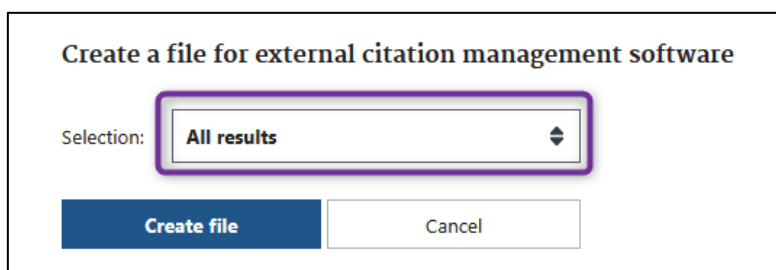 Create a file for external citation management software
Selection: All results
Create file Cancel